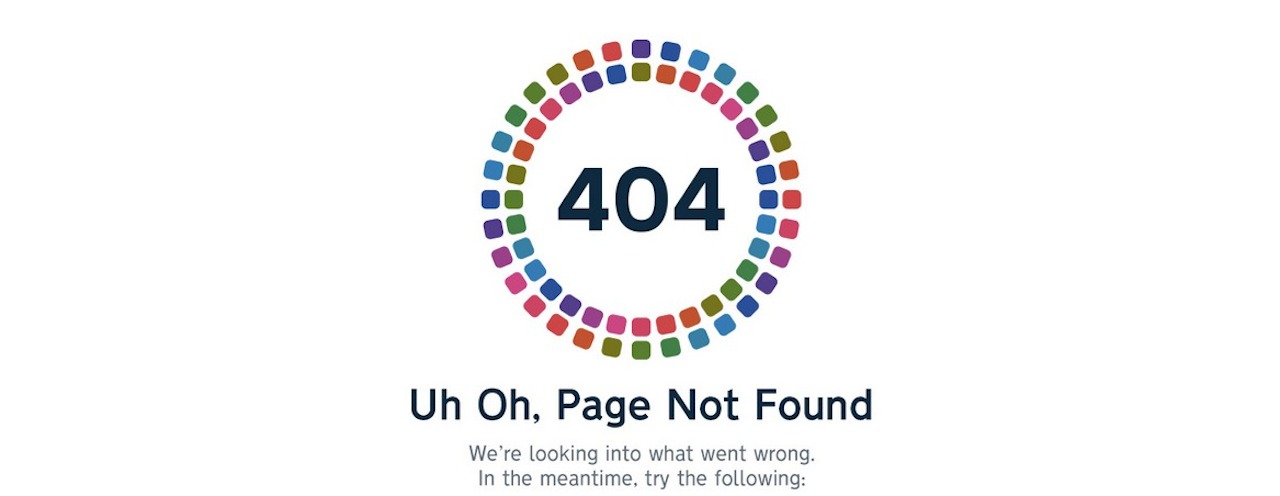 404
Uh Oh, Page Not Found
We're looking into what went wrong.
In the meantime, try the following: